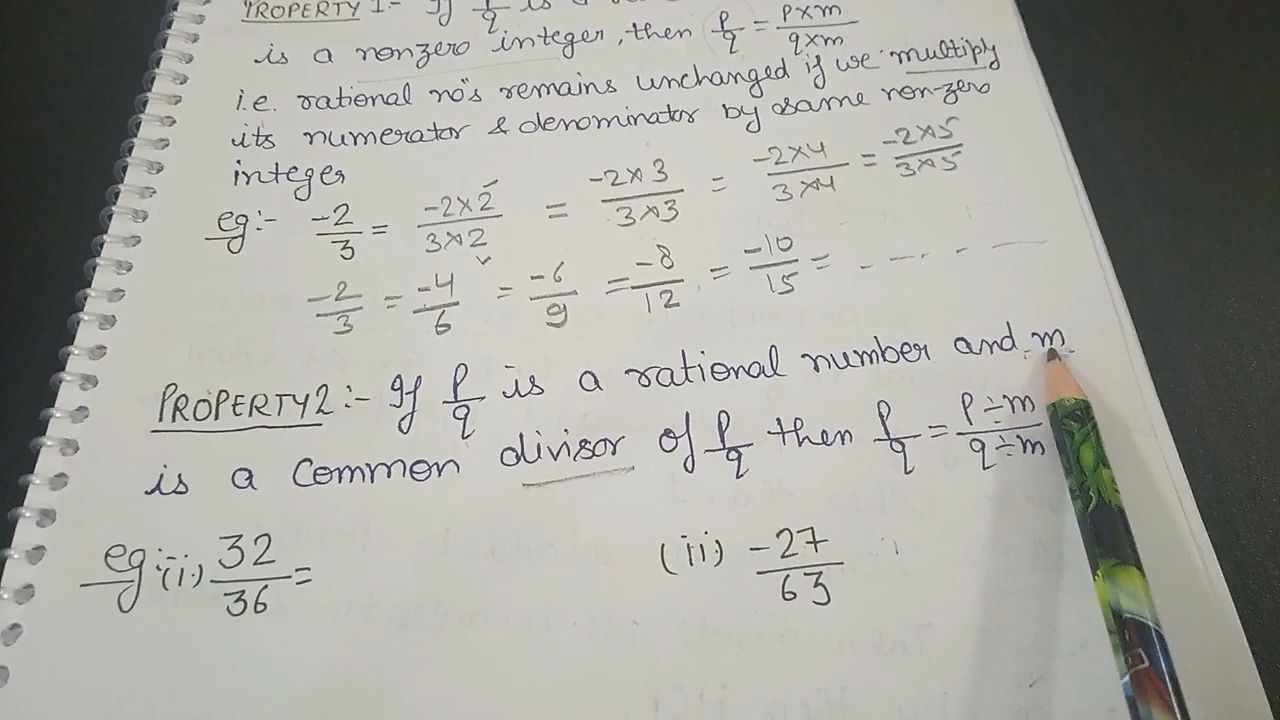 PROPERTY 1:- If p/q is a
is a nonzero integer, then p/q = p×m/q×m
i.e. rational no's remains unchanged if we multiply
its numerator & denominator by same non-zero
integer
eg:- -2/3 = -2×2/3×2 = -2×3/3×3 = -2×4/3×4 = -2×5/3×5
-2/3 = -4/6 = -6/9 = -8/12 = -10/15 = - - - - -
PROPERTY 2:- If p/q is a rational number and m
is a common divisor of p/q then p/q = p÷m/q÷m
eg:- (i) 32/36 = (ii) -27/63